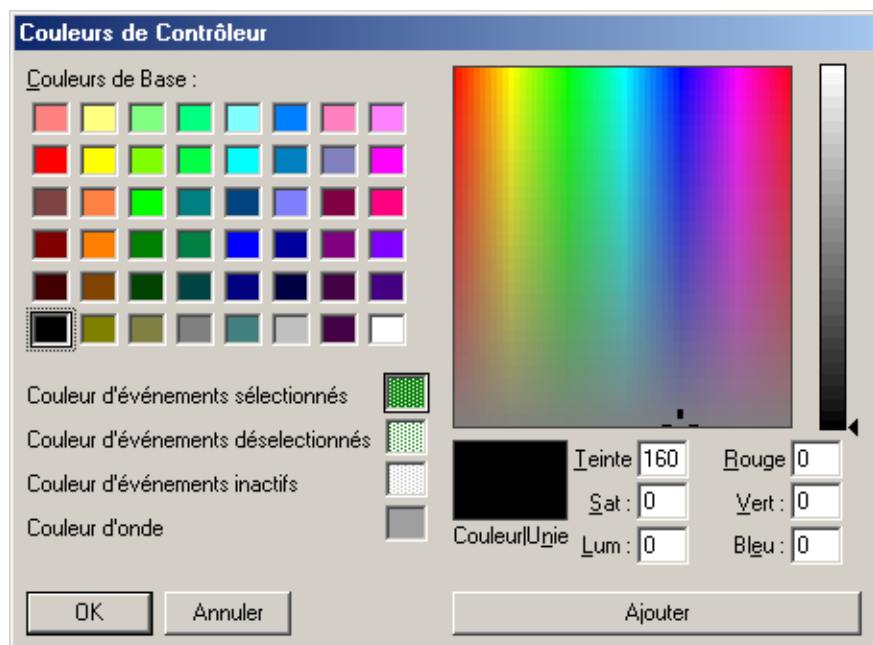 Couleurs de Contrôleur
Couleurs de Base :
Couleur d'événements sélectionnés
Couleur d'événements déselectionnés
Couleur d'événements inactifs
Couleur d'onde
Teinte 160 Rouge 0
Sat : 0 Vert : 0
Couleur|Unie Lum : 0 Bleu : 0
OK Annuler Ajouter